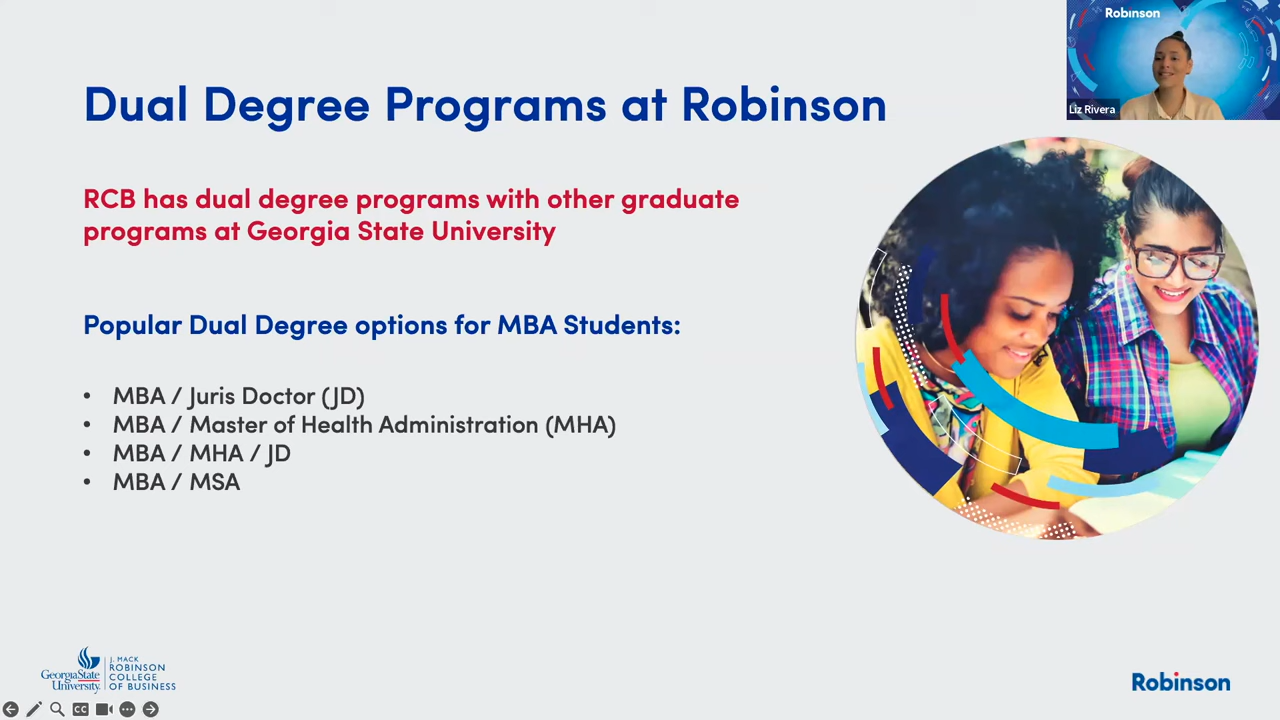 Robinson
Liz Rivera
Dual Degree Programs at Robinson
RCB has dual degree programs with other graduate
programs at Georgia State University
Popular Dual Degree options for MBA Students:
• MBA / Juris Doctor (JD)
• MBA / Master of Health Administration (MHA)
• MBA / MHA / JD
• MBA / MSA
GeorgiaState
University
J. MACK
ROBINSON
COLLEGE
OF BUSINESS
Robinson
CC